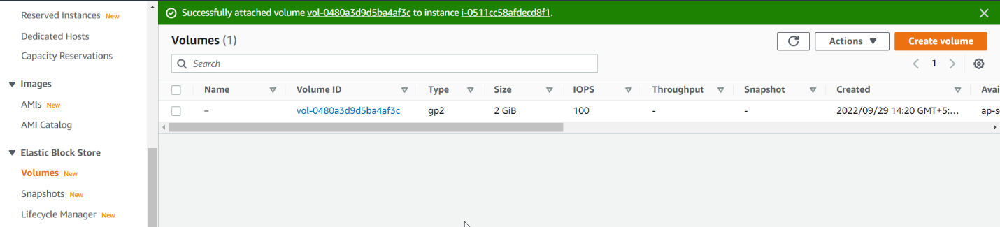 Reserved Instances New
Dedicated Hosts
Capacity Reservations
Images
AMIs New
AMI Catalog
Elastic Block Store
Volumes New
Snapshots New
Lifecycle Manager New
Successfully attached volume vol-0480a3d9d5ba4af3c to instance i-0511cc58afdecd8f1.
Volumes (1)
Actions
Create volume
Search
1
Name Volume ID Type Size IOPS Throughput Snapshot Created Avai
– vol-0480a3d9d5ba4af3c gp2 2 GiB 100 - - 2022/09/29 14:20 GMT+5:... ap-s